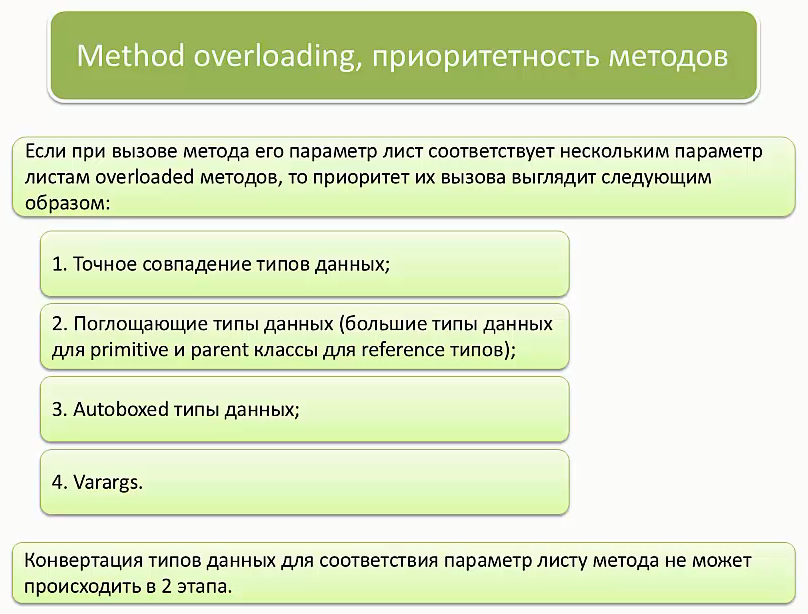 Method overloading, приоритетность методов
Если при вызове метода его параметр лист соответствует нескольким параметр
листам overloaded методов, то приоритет их вызова выглядит следующим
образом:
1. Точное совпадение типов данных;
2. Поглощающие типы данных (большие типы данных
для primitive и parent классы для reference типов);
3. Autoboxed типы данных;
4. Varargs.
Конвертация типов данных для соответствия параметр листу метода не может
происходить в 2 этапа.